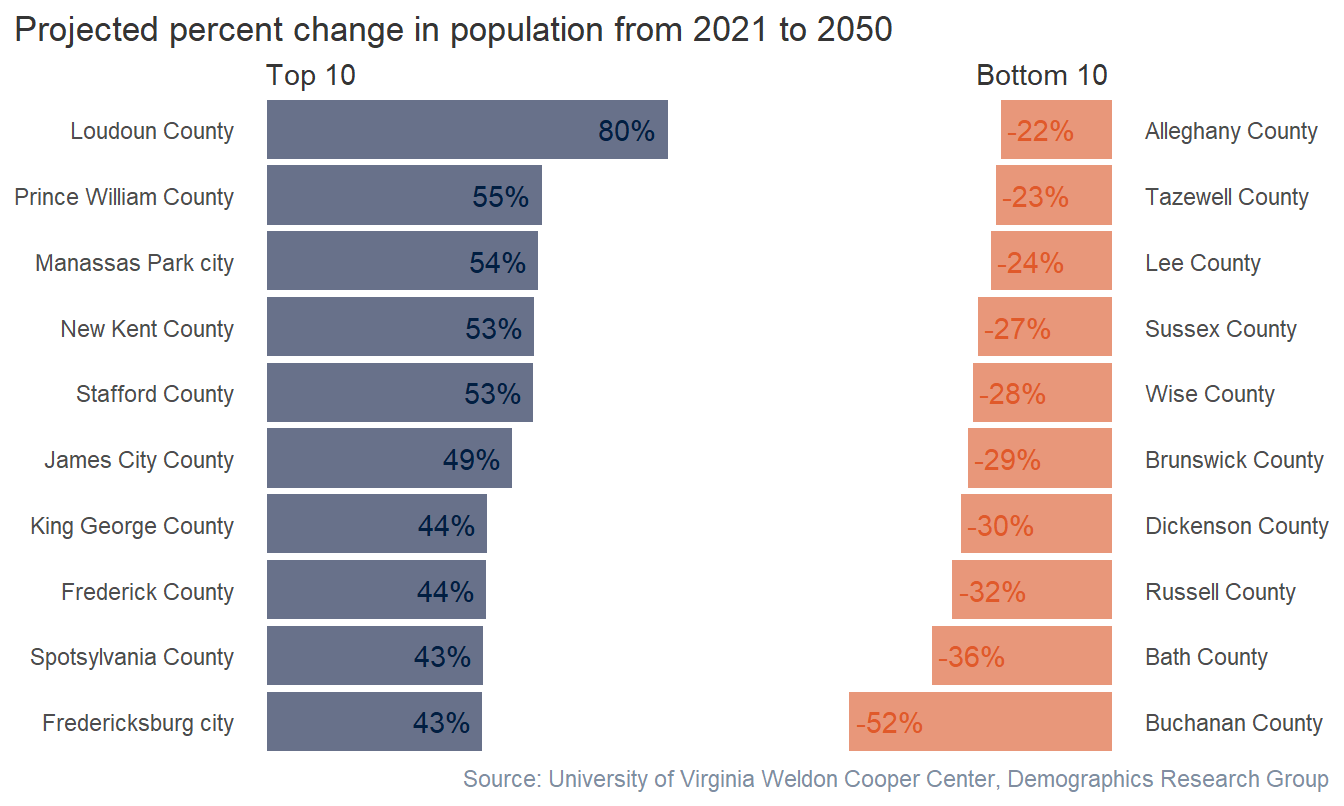 Projected percent change in population from 2021 to 2050
Top 10
Bottom 10
Loudoun County 80% -22% Alleghany County
Prince William County 55% -23% Tazewell County
Manassas Park city 54% -24% Lee County
New Kent County 53% -27% Sussex County
Stafford County 53% -28% Wise County
James City County 49% -29% Brunswick County
King George County 44% -30% Dickenson County
Frederick County 44% -32% Russell County
Spotsylvania County 43% -36% Bath County
Fredericksburg city 43% -52% Buchanan County
Source: University of Virginia Weldon Cooper Center, Demographics Research Group